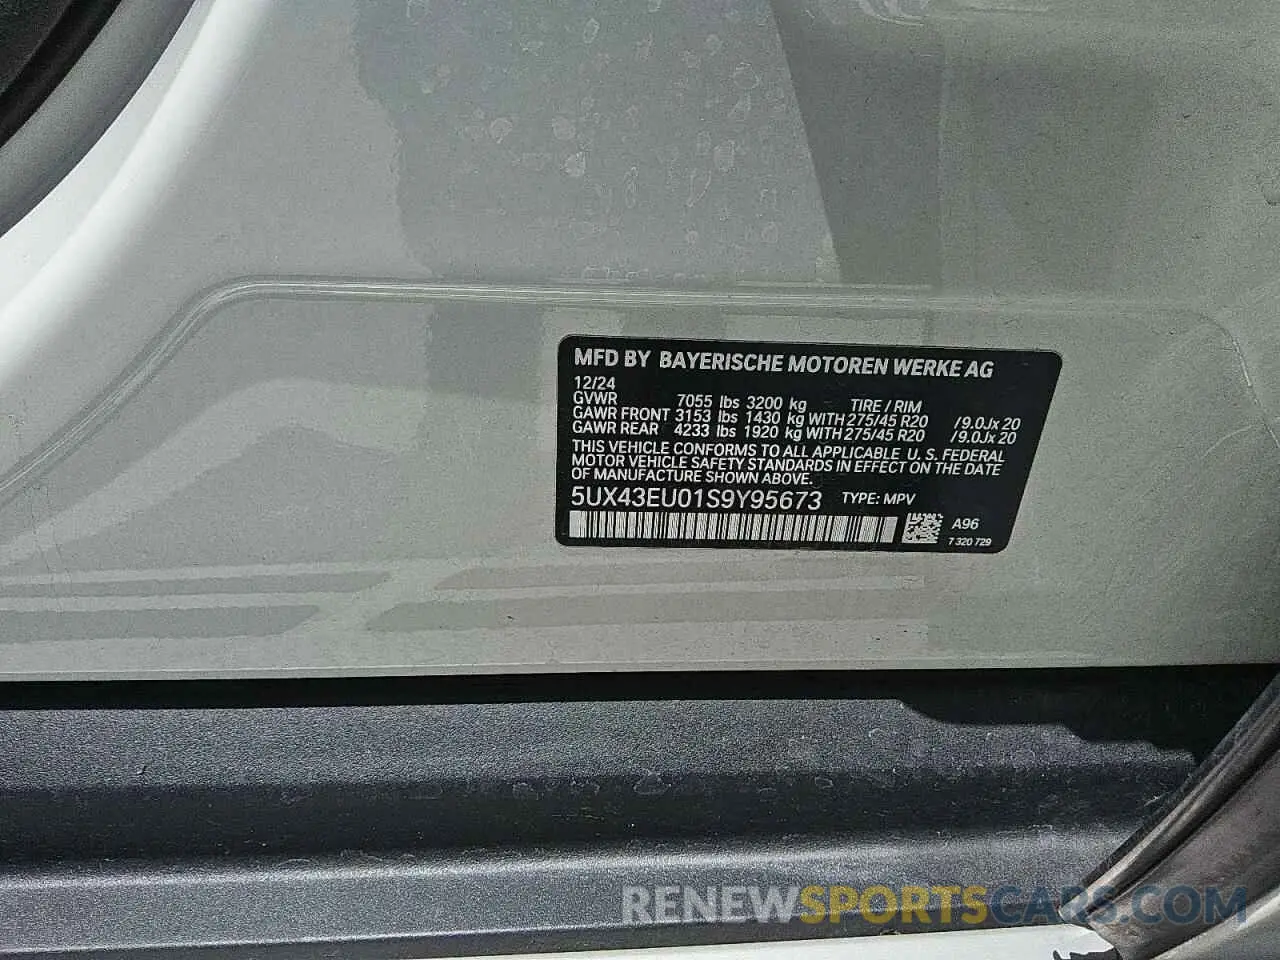 MFD BY BAYERISCHE MOTOREN WERKE AG
12/24
GVWR 7055 lbs 3200 kg TIRE / RIM
GAWR FRONT 3153 lbs 1430 kg WITH 275/45 R20 /9.0Jx20
GAWR REAR 4233 lbs 1920 kg WITH 275/45 R20 /9.0Jx20
THIS VEHICLE CONFORMS TO ALL APPLICABLE U. S. FEDERAL
MOTOR VEHICLE SAFETY STANDARDS IN EFFECT ON THE DATE
OF MANUFACTURE SHOWN ABOVE.
5UX43EU01S9Y95673 TYPE: MPV
A96
7 320 729
RENEWSPORTSCARS.COM